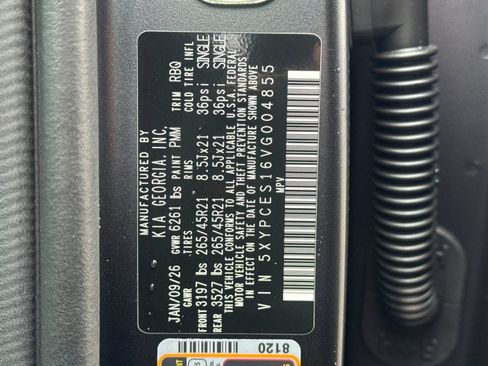 MANUFACTURED BY
KIA GEORGIA, INC.
JAN/09/26 GVWR 6261 lbs PAINT PMW TRIM RBQ
GAWR TIRES RIMS COLD TIRE INFL
FRONT 3197 lbs 265/45R21 8.5Jx21 36psi SINGLE
REAR 3527 lbs 265/45R21 8.5Jx21 36psi SINGLE
THIS VEHICLE CONFORMS TO ALL APPLICABLE U.S.A. FEDERAL
MOTOR VEHICLE SAFETY AND THEFT PREVENTION STANDARDS
IN EFFECT ON THE DATE OF MANUFACTURE SHOWN ABOVE
VIN 5XYPCES16VG004855
MPV
8120